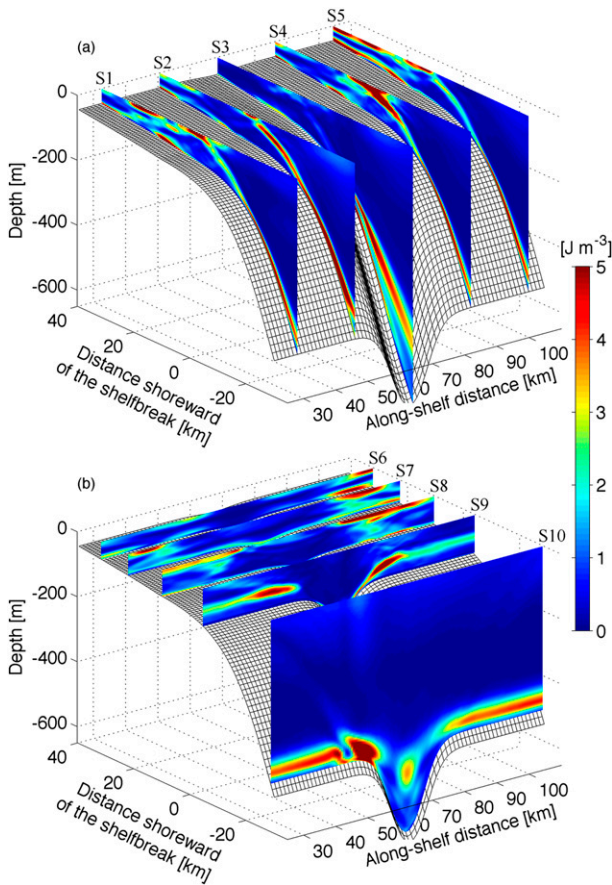 (a)
S1 S2 S3 S4 S5
0
-200
-400
-600
Depth [m]
40 20 0 -20
Distance shoreward
of the shelfbreak [km]
30 40 50 60 70 80 90 100
Along-shelf distance [km]
[J m⁻³]
5
4
3
2
1
0
(b)
S6
S7
S8
S9
S10
0
-200
-400
-600
Depth [m]
40 20 0 -20
Distance shoreward
of the shelfbreak [km]
30 40 50 60 70 80 90 100
Along-shelf distance [km]